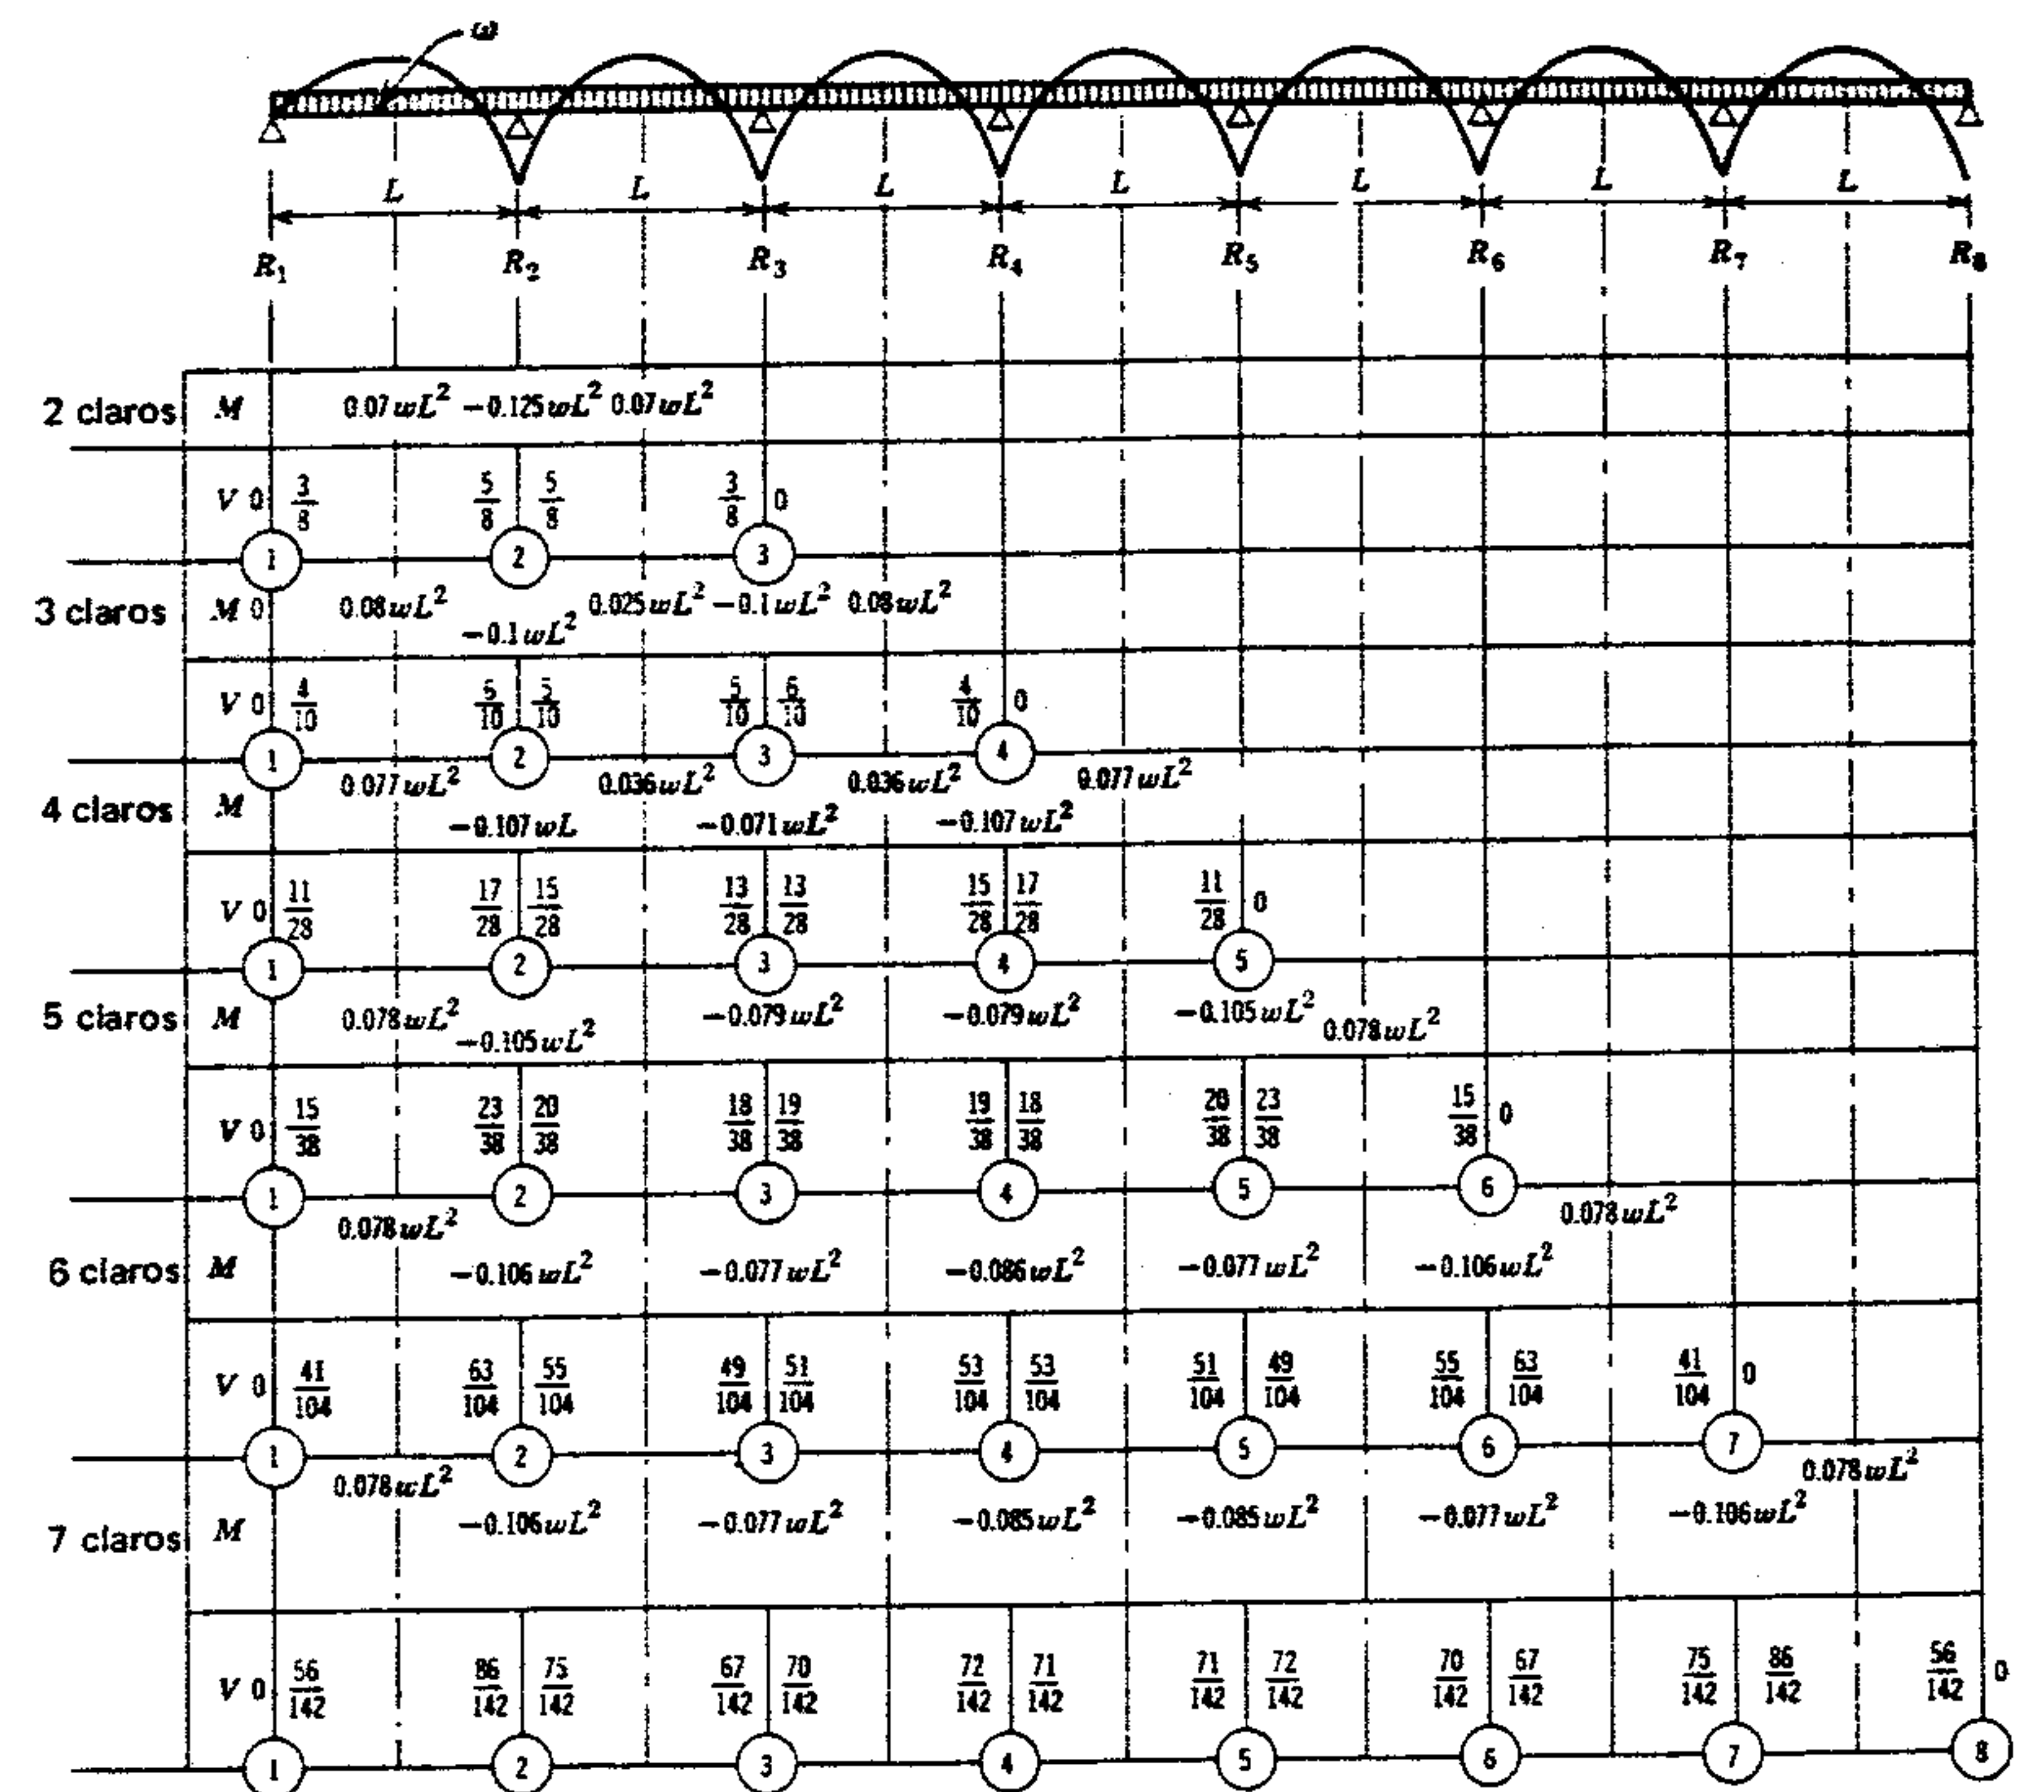 ω
L L L L L L L
R₁ R₂ R₃ R₄ R₅ R₆ R₇ R₈
2 claros M 0.07wL² −0.125wL² 0.07wL²
V 0 3/8 5/8 5/8 3/8 0
1 2 3
3 claros M 0 0.08wL² −0.1wL² 0.025wL² −0.1wL² 0.08wL²
V 0 4/10 6/10 5/10 5/10 6/10 4/10 0
1 2 3 4
4 claros M 0.077wL² 0.036wL² 0.036wL² 0.077wL²
−0.107wL −0.071wL² −0.107wL²
V 0 11/28 17/28 15/28 13/28 13/28 15/28 17/28 11/28 0
1 2 3 4 5
5 claros M 0.078wL² −0.105wL² −0.079wL² −0.079wL² −0.105wL² 0.078wL²
V 0 15/38 23/38 20/38 18/38 19/38 19/38 18/38 20/38 23/38 15/38 0
1 2 3 4 5 6
0.078wL² 0.078wL²
6 claros M −0.106wL² −0.077wL² −0.086wL² −0.077wL² −0.106wL²
V 0 41/104 63/104 55/104 49/104 51/104 53/104 53/104 51/104 49/104 55/104 63/104 41/104 0
1 2 3 4 5 6 7
0.078wL² 0.078wL²
7 claros M −0.106wL² −0.077wL² −0.085wL² −0.085wL² −0.077wL² −0.106wL²
V 0 56/142 86/142 75/142 67/142 70/142 72/142 71/142 71/142 72/142 70/142 67/142 75/142 86/142 56/142 0
1 2 3 4 5 6 7 8